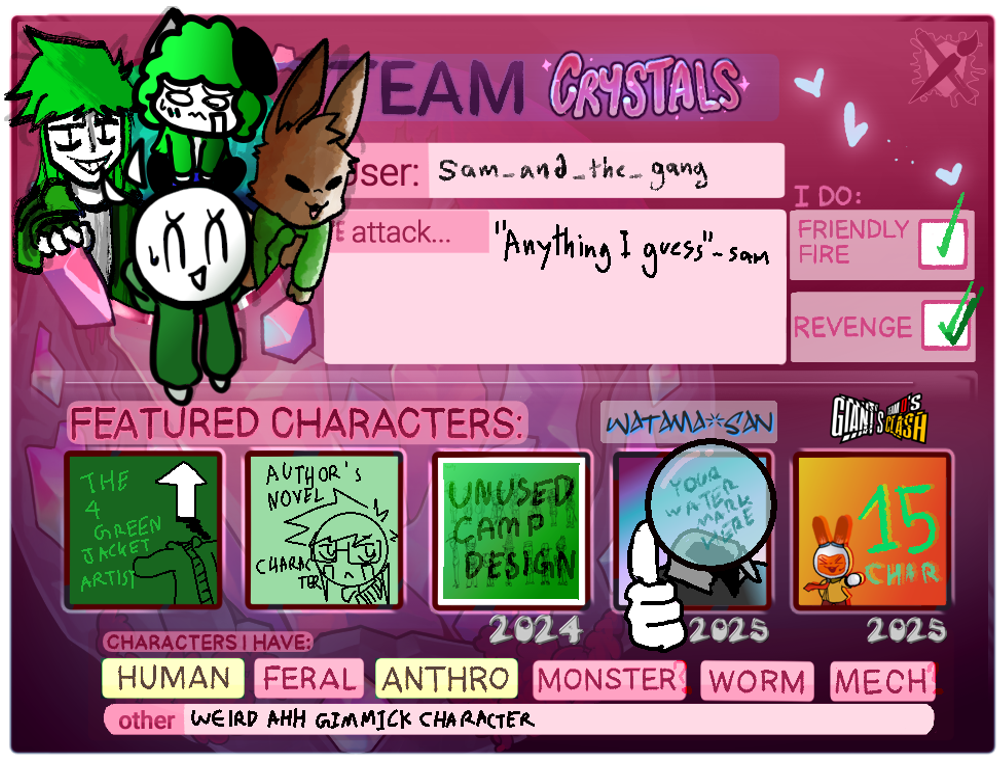 TEAM CRYSTALS
User: Sam_and_the_gang
attack... "Anything I guess"-sam
I DO:
FRIENDLY
FIRE
REVENGE
FEATURED CHARACTERS:
WATAMA*SAN
GIANT'S
CLASH
THE
4
GREEN
JACKET
ARTIST
AUTHOR'S
NOVEL
CHARACTER
UNUSED
CAMP
DESIGN
YOUR
WATER
MARK
HERE
15
CHAR
2024
2025
2025
CHARACTERS I HAVE:
HUMAN FERAL ANTHRO MONSTER? WORM MECH?
other WEIRD AHH GIMMICK CHARACTER